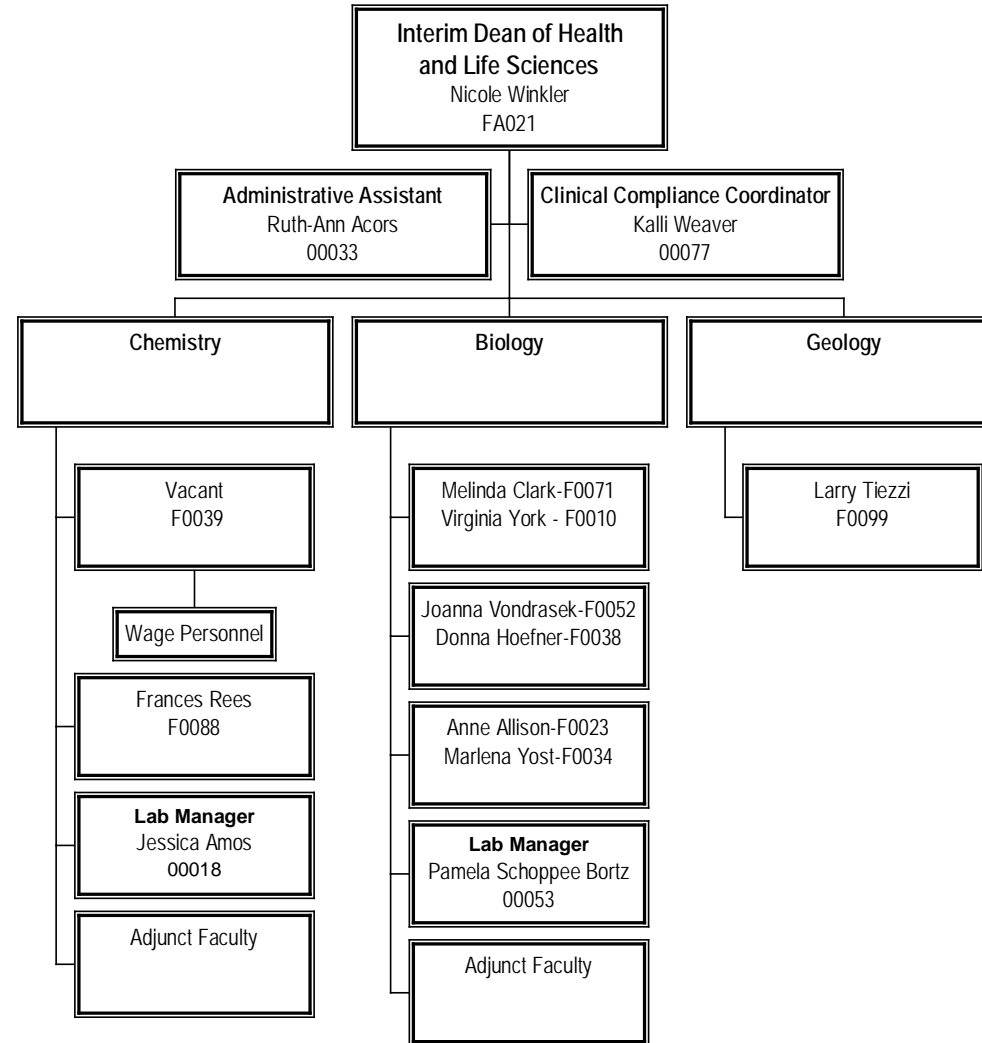 Interim Dean of Health
and Life Sciences
Nicole Winkler
FA021
Administrative Assistant
Ruth-Ann Acors
00033
Clinical Compliance Coordinator
Kalli Weaver
00077
Chemistry
Vacant
F0039
Wage Personnel
Frances Rees
F0088
Lab Manager
Jessica Amos
00018
Adjunct Faculty
Biology
Melinda Clark-F0071
Virginia York - F0010
Joanna Vondrasek-F0052
Donna Hoefner-F0038
Anne Allison-F0023
Marlena Yost-F0034
Lab Manager
Pamela Schoppee Bortz
00053
Adjunct Faculty
Geology
Larry Tiezzi
F0099